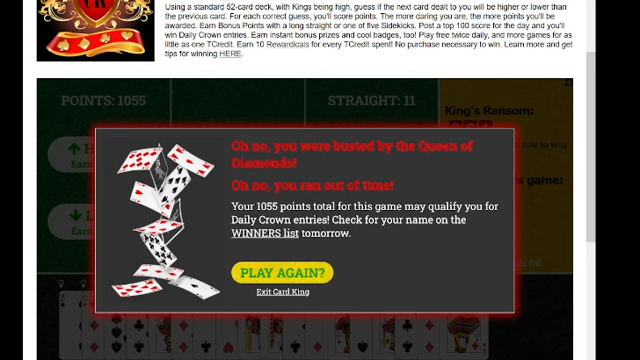 CK
Using a standard 52-card deck, with Kings being high, guess if the next card dealt to you will be higher or lower than
the previous card. For each correct guess, you'll score points. The more daring you are, the more points you'll be
awarded. Earn Bonus Points with a long straight or one of five Sidekicks. Post a top 100 score for the day and you'll
win Daily Crown entries. Earn instant bonus prizes and cool badges, too! Play free twice daily, and more games for as
little as one TCredit. Earn 10 Rewardicals for every TCredit spent! No purchase necessary to win. Learn more and get
tips for winning HERE.
POINTS: 1055
STRAIGHT: 11
King's Ransom:
Oh no, you were busted by the Queen of
Diamonds!
Oh no, you ran out of time!
Your 1055 points total for this game may qualify you for
Daily Crown entries! Check for your name on the
WINNERS list tomorrow.
PLAY AGAIN?
Exit Card King
H
Earn
L
Earn
ow to win
s game:
Off